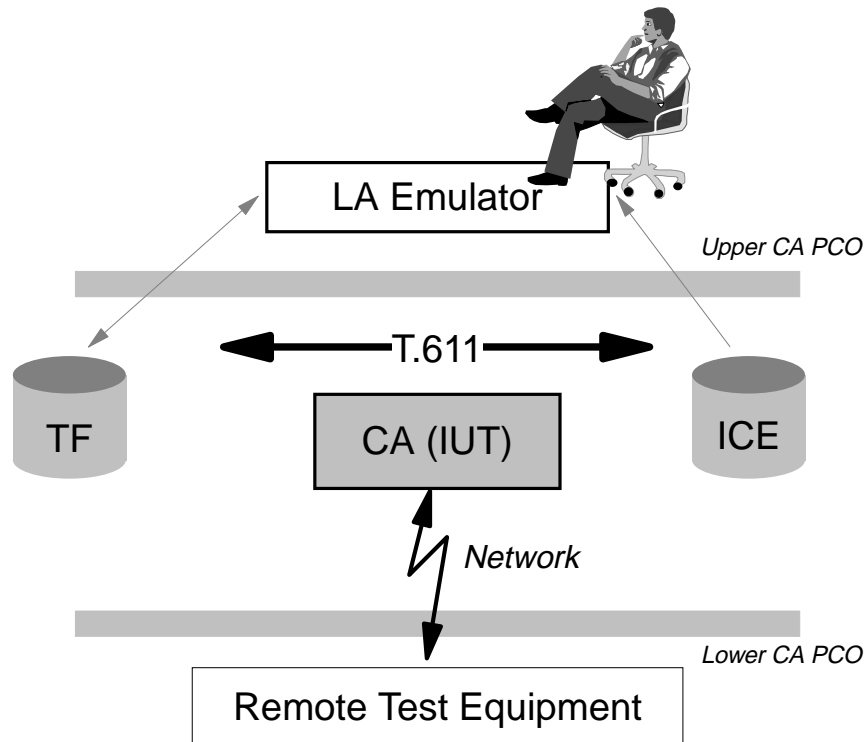 LA Emulator
Upper CA PCO
T.611
TF
CA (IUT)
ICE
Network
Lower CA PCO
Remote Test Equipment